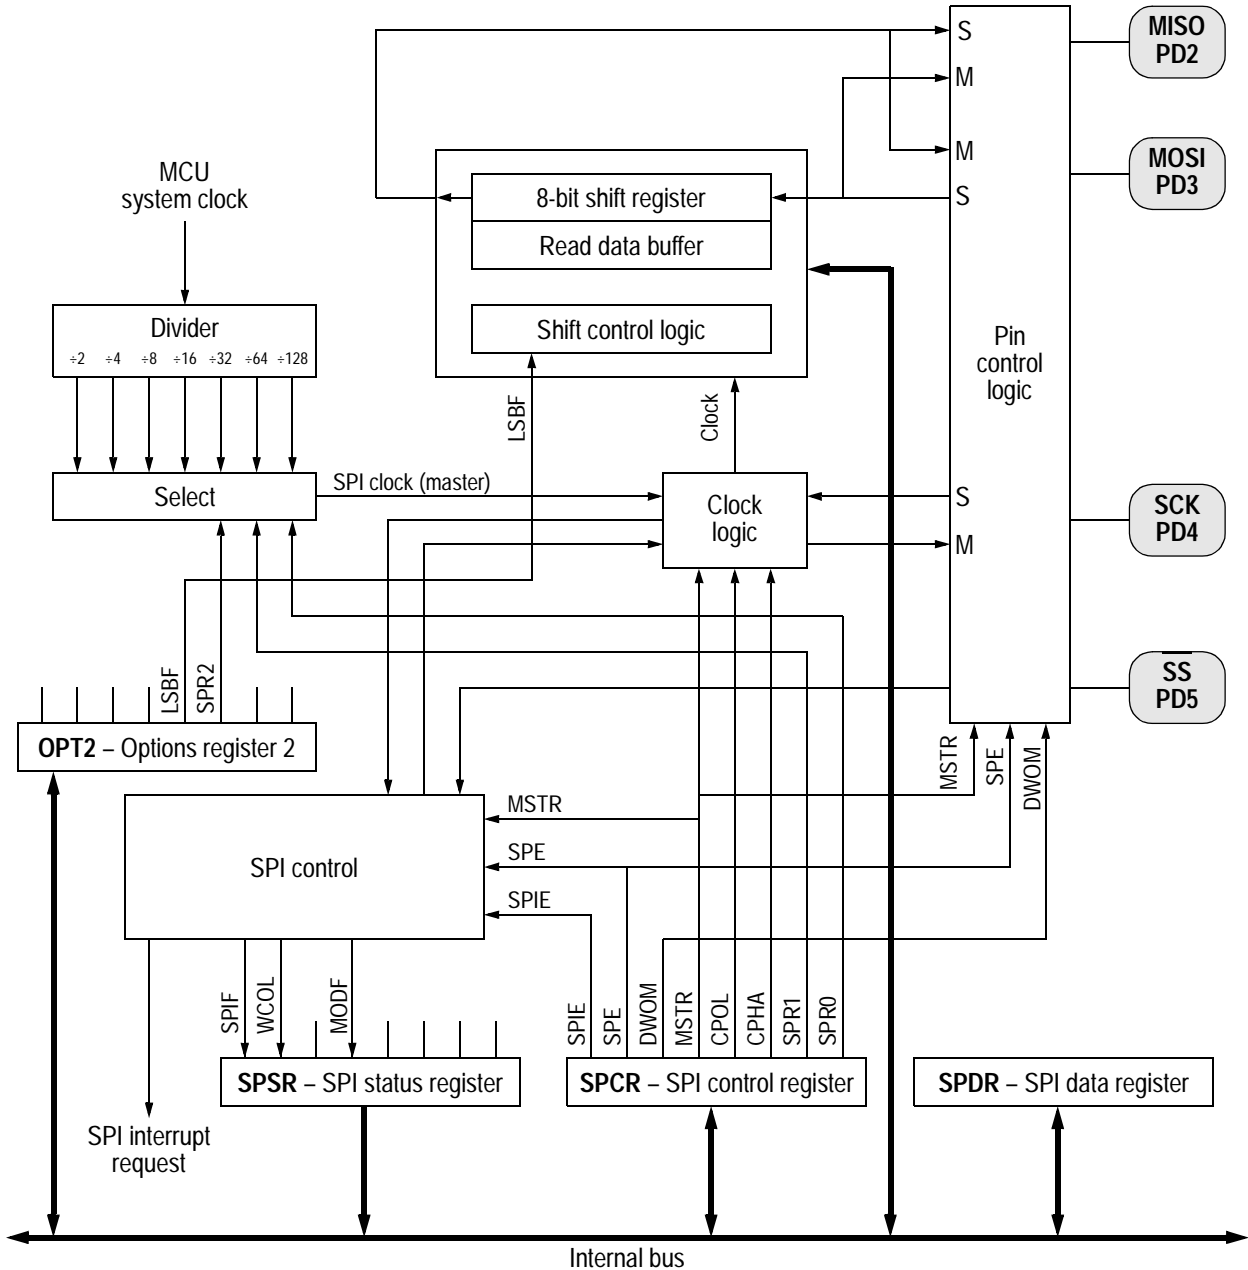 MISO
PD2
S
M
MOSI
PD3
M
S
MCU
system clock
8-bit shift register
Read data buffer
Divider
÷2 ÷4 ÷8 ÷16 ÷32 ÷64 ÷128
Shift control logic
Pin
control
logic
LSBF
Clock
Select
SPI clock (master)
Clock
logic
S
M
SCK
PD4
LSBF
SPR2
SS
PD5
OPT2 – Options register 2
MSTR
SPE
DWOM
MSTR
SPE
SPIE
SPI control
SPIF
WCOL
MODF
SPIE
SPE
DWOM
MSTR
CPOL
CPHA
SPR1
SPR0
SPSR – SPI status register
SPCR – SPI control register
SPDR – SPI data register
SPI interrupt
request
Internal bus